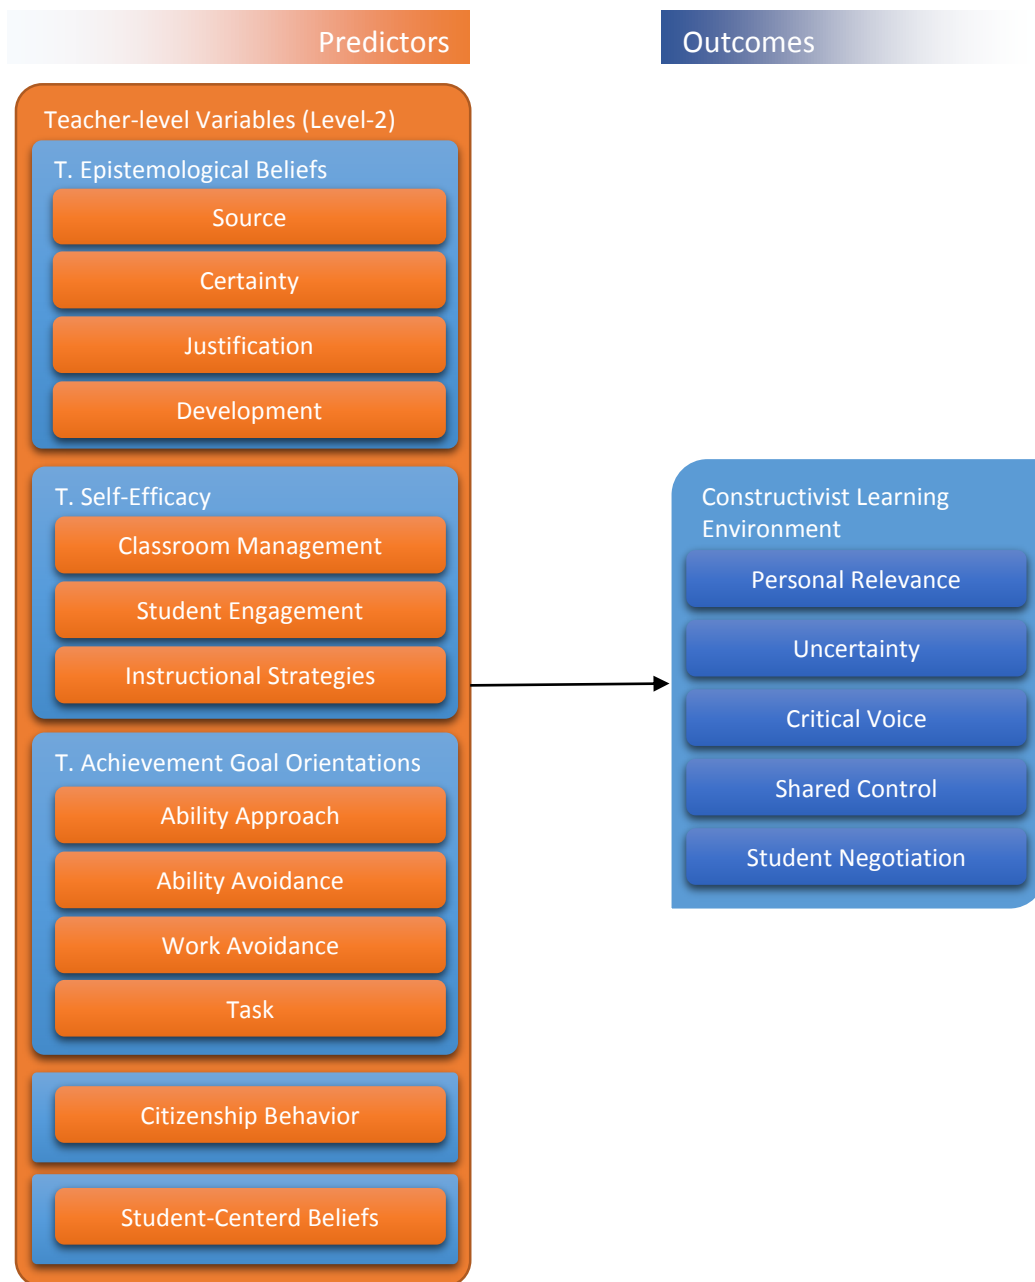 Predictors
Outcomes
Teacher-level Variables (Level-2)
T. Epistemological Beliefs
Source
Certainty
Justification
Development
T. Self-Efficacy
Classroom Management
Student Engagement
Instructional Strategies
T. Achievement Goal Orientations
Ability Approach
Ability Avoidance
Work Avoidance
Task
Citizenship Behavior
Student-Centerd Beliefs
Constructivist Learning
Environment
Personal Relevance
Uncertainty
Critical Voice
Shared Control
Student Negotiation